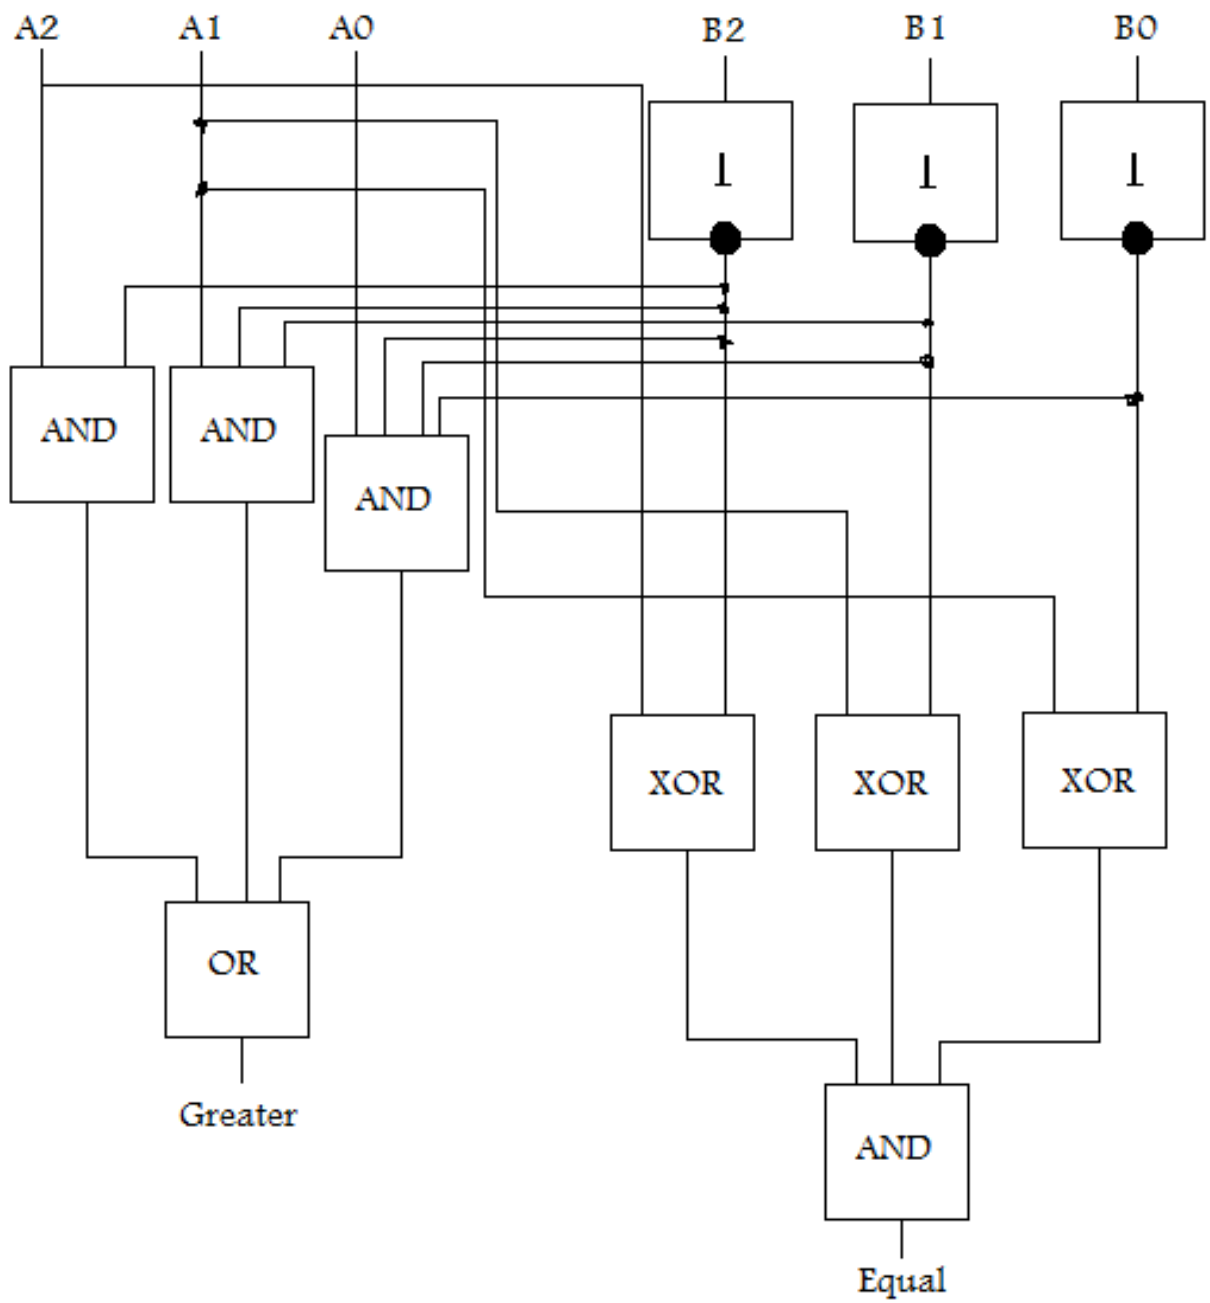 A2 A1 A0 B2 B1 B0
1 1 1
AND AND
AND
XOR XOR XOR
OR
Greater
AND
Equal